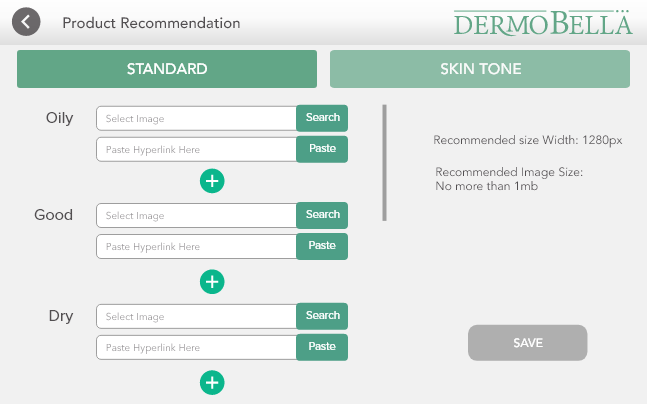 Product Recommendation
DERMOBELLA
STANDARD
SKIN TONE
Oily
Select Image
Search
Paste Hyperlink Here
Paste
Good
Select Image
Search
Paste Hyperlink Here
Paste
Dry
Select Image
Search
Paste Hyperlink Here
Paste
Recommended size Width: 1280px
Recommended Image Size:
No more than 1mb
SAVE